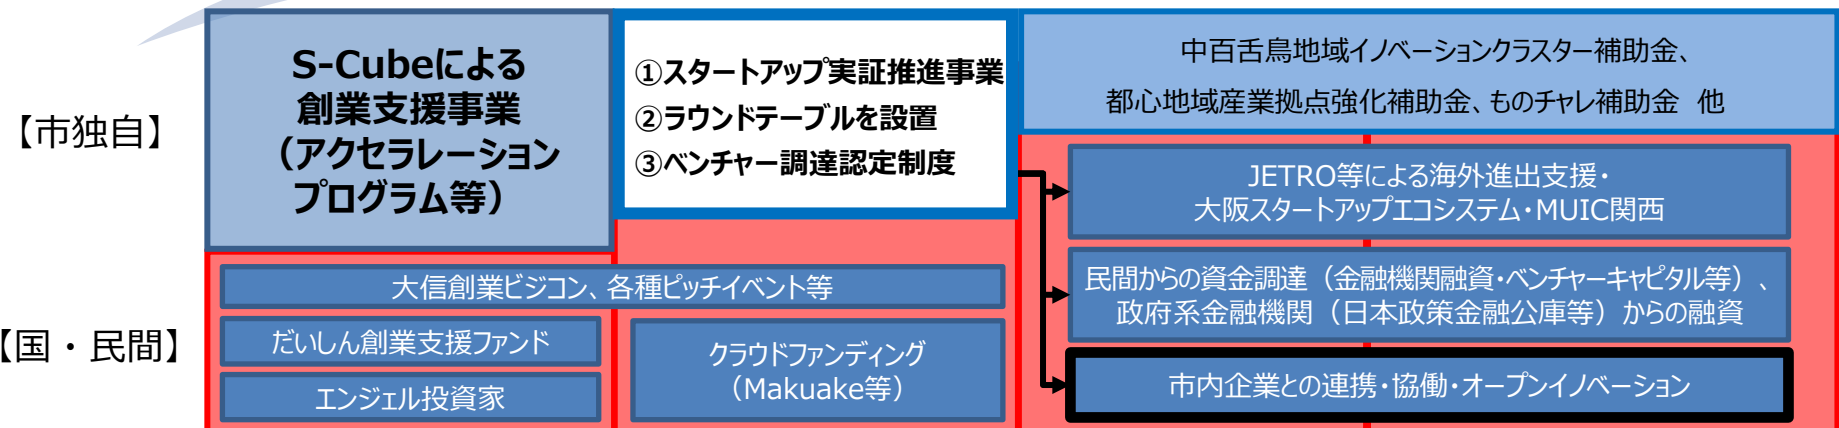 【市独自】
S-Cubeによる
創業支援事業
（アクセラレーション
プログラム等）
①スタートアップ実証推進事業
②ラウンドテーブルを設置
③ベンチャー調達認定制度
中百舌鳥地域イノベーションクラスター補助金、
都心地域産業拠点強化補助金、ものチャレ補助金　他
JETRO等による海外進出支援・
大阪スタートアップエコシステム・MUIC関西
【国・民間】
大信創業ビジコン、各種ピッチイベント等
だいしん創業支援ファンド
エンジェル投資家
クラウドファンディング
（Makuake等）
民間からの資金調達（金融機関融資・ベンチャーキャピタル等）、
政府系金融機関（日本政策金融公庫等）からの融資
市内企業との連携・協働・オープンイノベーション